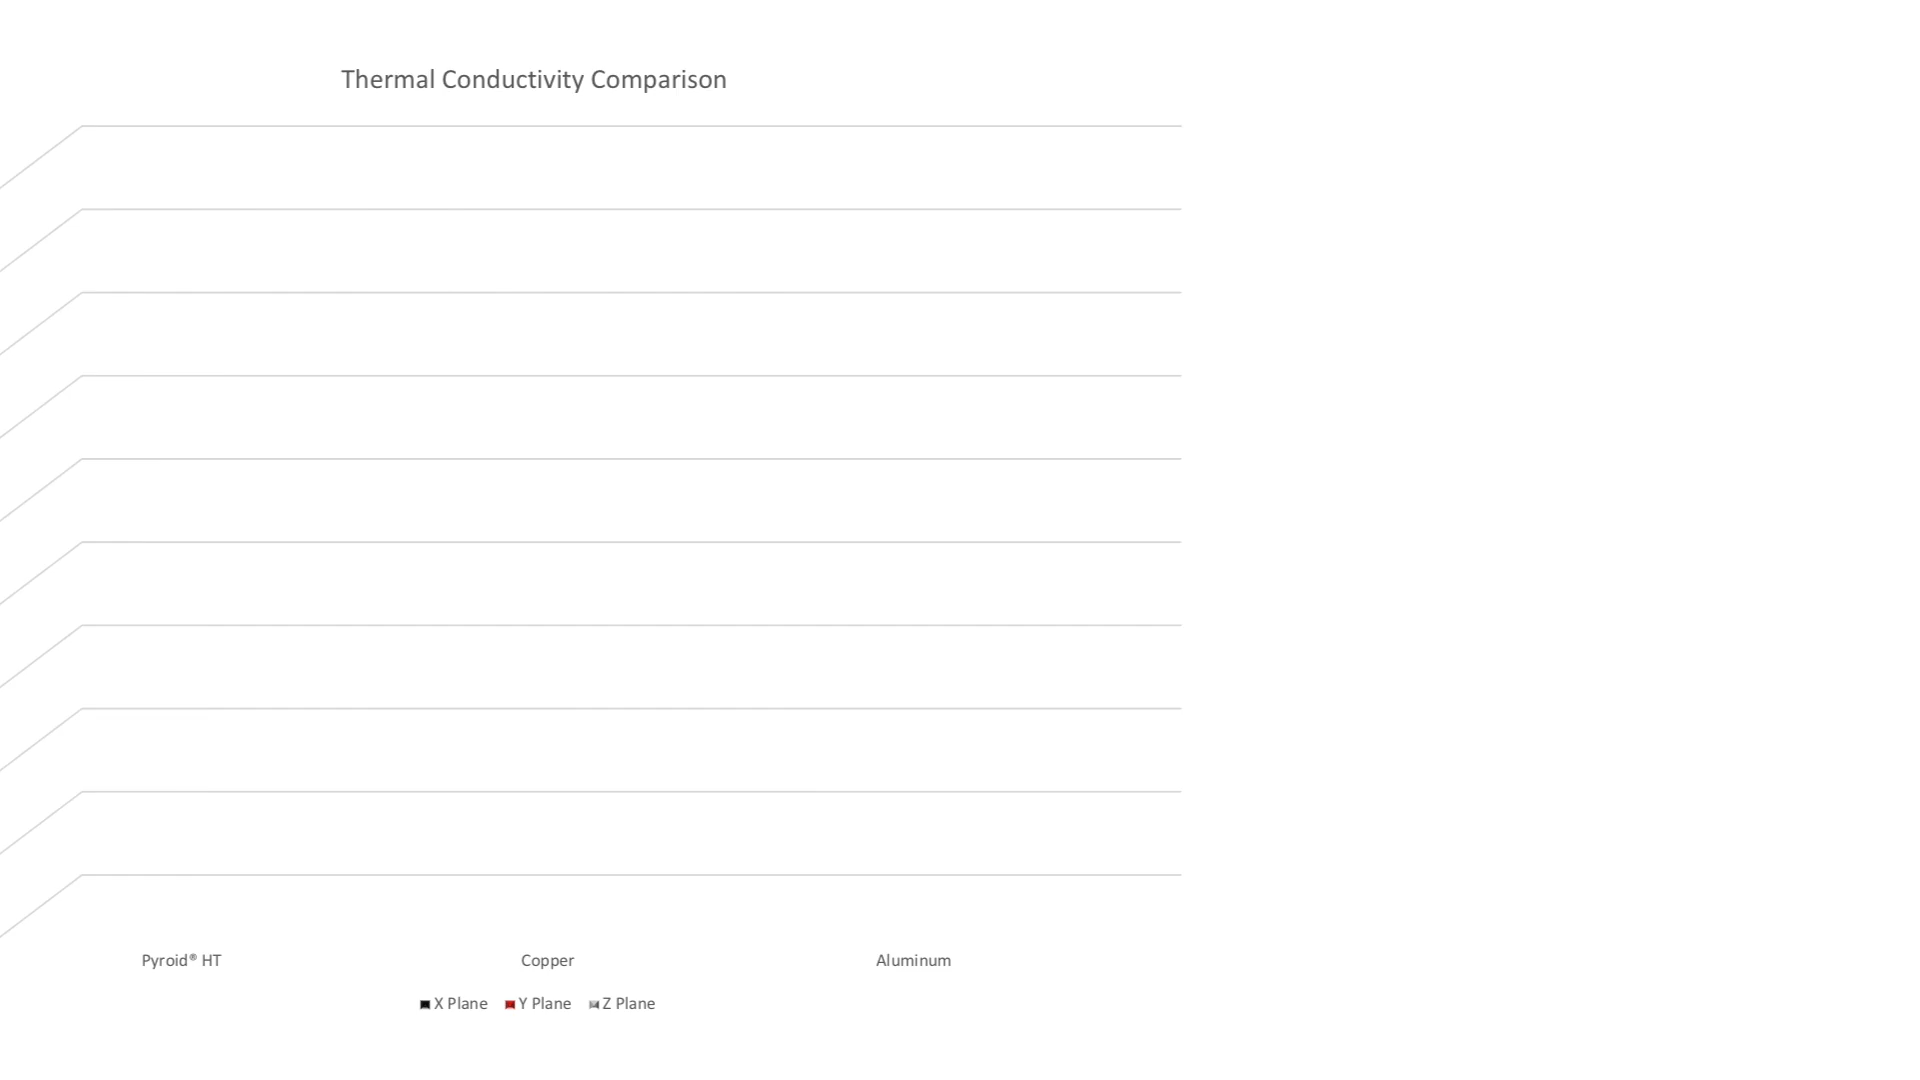 Thermal Conductivity Comparison
Pyroid® HT Copper Aluminum
X Plane Y Plane Z Plane